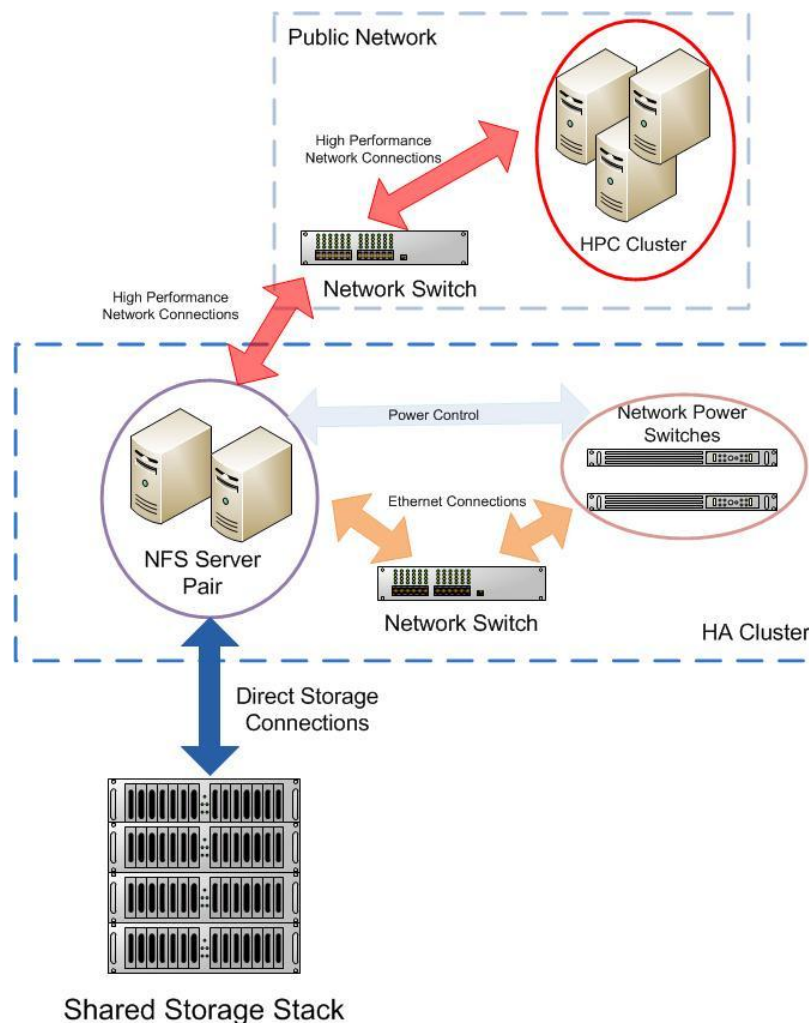 Public Network
High Performance
Network Connections
HPC Cluster
Network Switch
High Performance
Network Connections
Power Control
Network Power
Switches
Ethernet Connections
NFS Server
Pair
Network Switch
HA Cluster
Direct Storage
Connections
Shared Storage Stack